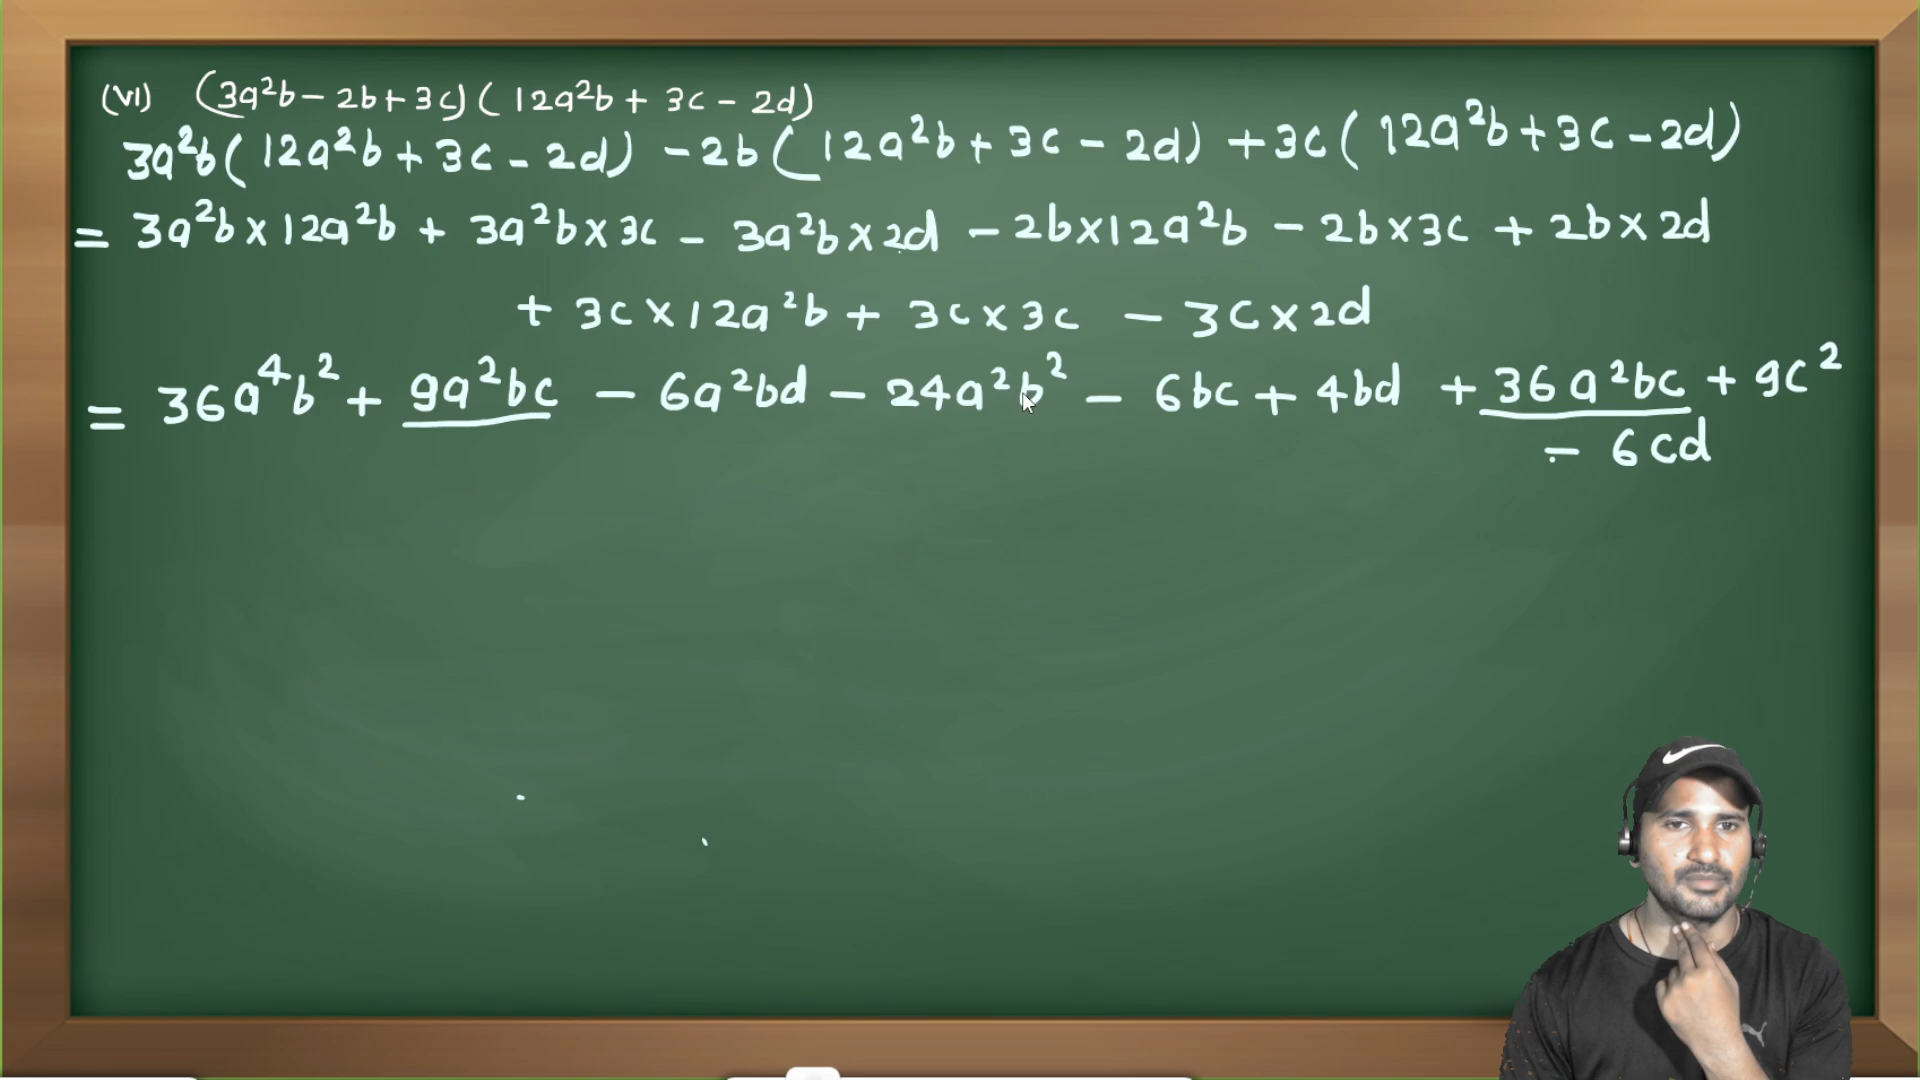 (VI) (3a²b - 2b + 3c) ( 12a²b + 3c - 2d)
3a²b ( 12a²b + 3c - 2d) - 2b ( 12a²b + 3c - 2d) + 3c ( 12a²b + 3c - 2d)
= 3a²b × 12a²b + 3a²b × 3c - 3a²b × 2d - 2b × 12a²b - 2b × 3c + 2b × 2d
+ 3c × 12a²b + 3c × 3c - 3c × 2d
= 36a⁴b² + 9a²bc - 6a²bd - 24a²b² - 6bc + 4bd + 36a²bc + 9c²
- 6cd